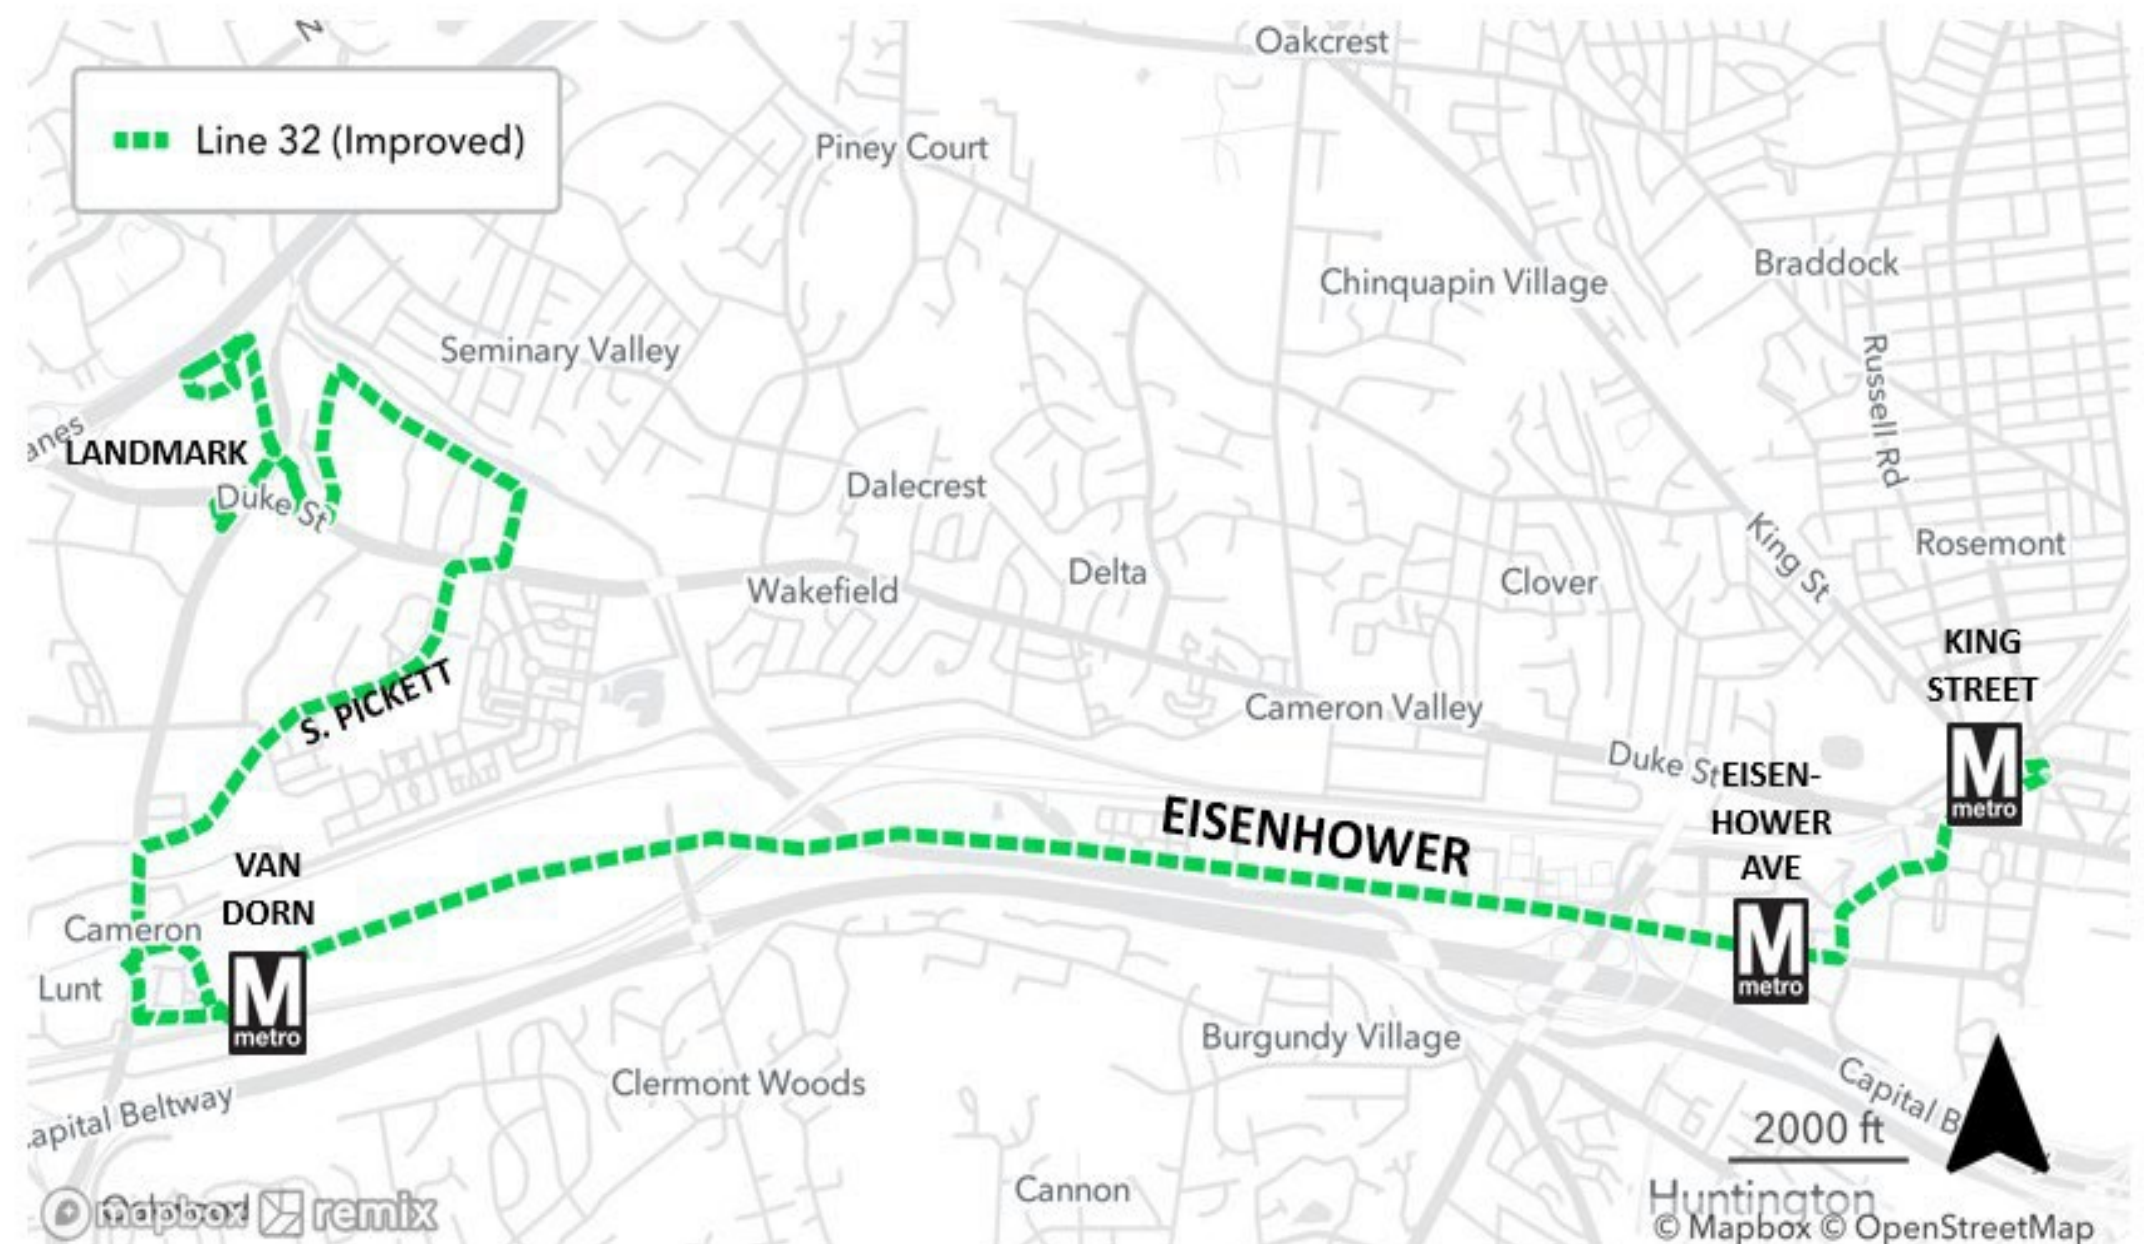 N
Oakcrest
Line 32 (Improved)
Piney Court
Braddock
Chinquapin Village
Seminary Valley
Russell Rd
anes
LANDMARK
Duke St
Dalecrest
King St
Rosemont
Delta
Wakefield
Clover
KING
STREET
M
metro
S. PICKETT
Cameron Valley
Duke St
EISEN-
HOWER
AVE
M
metro
EISENHOWER
VAN
DORN
M
metro
Cameron
Lunt
Burgundy Village
Clermont Woods
apital Beltway
Capital B
2000 ft
Cannon
Huntington
mapbox remix
© Mapbox © OpenStreetMap